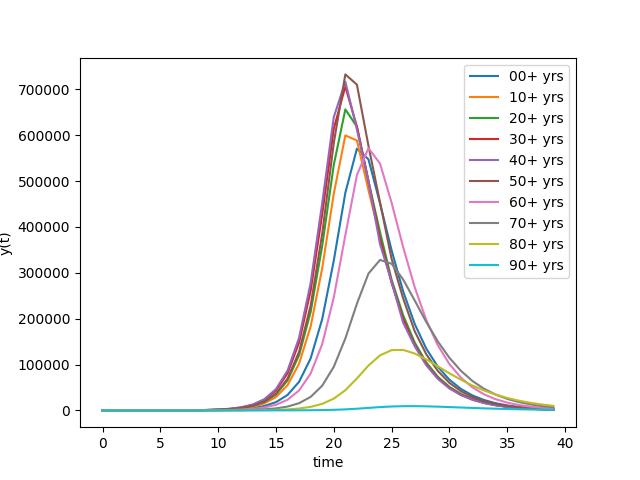 700000
600000
500000
400000
300000
200000
100000
0
y(t)
0 5 10 15 20 25 30 35 40
time
00+ yrs
10+ yrs
20+ yrs
30+ yrs
40+ yrs
50+ yrs
60+ yrs
70+ yrs
80+ yrs
90+ yrs